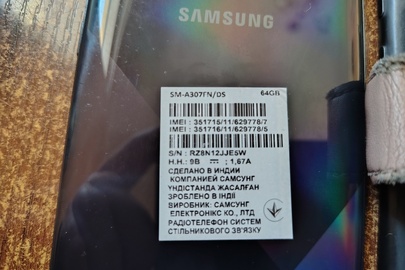 SAMSUNG
SM-A307FN/DS 64GB
IMEI : 351715/11/629778/7
IMEI : 351716/11/629778/5
S/N : RZ8N12JJE5W
H.H.: 9В ⎓ ; 1,67A
СДЕЛАНО В ИНДИИ
КОМПАНИЕЙ САМСУНГ
ҮНДІСТАНДА ЖАСАЛҒАН
ЗРОБЛЕНО В ІНДІЇ
ВИРОБНИК: САМСУНГ
ЕЛЕКТРОНІКС КО., ЛТД
РАДІОТЕЛЕФОН СИСТЕМ
СТІЛЬНИКОВОГО ЗВ'ЯЗКУ